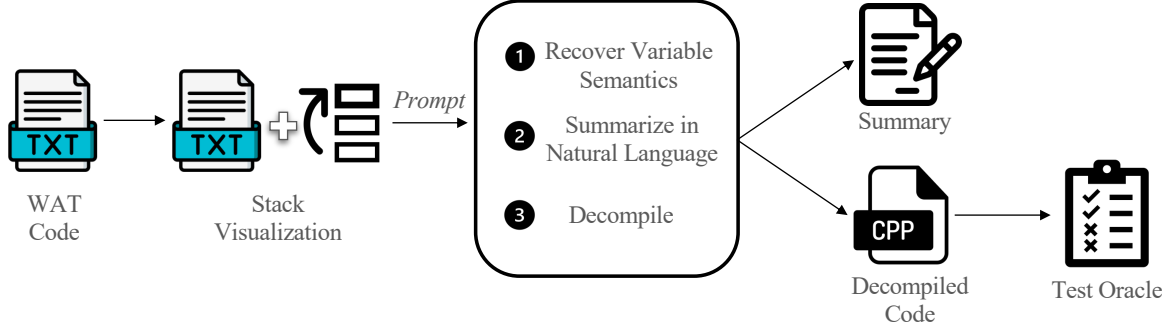 TXT
WAT
Code
TXT
Stack
Visualization
Prompt
1 Recover Variable
Semantics
2 Summarize in
Natural Language
3 Decompile
Summary
CPP
Decompiled
Code
Test Oracle